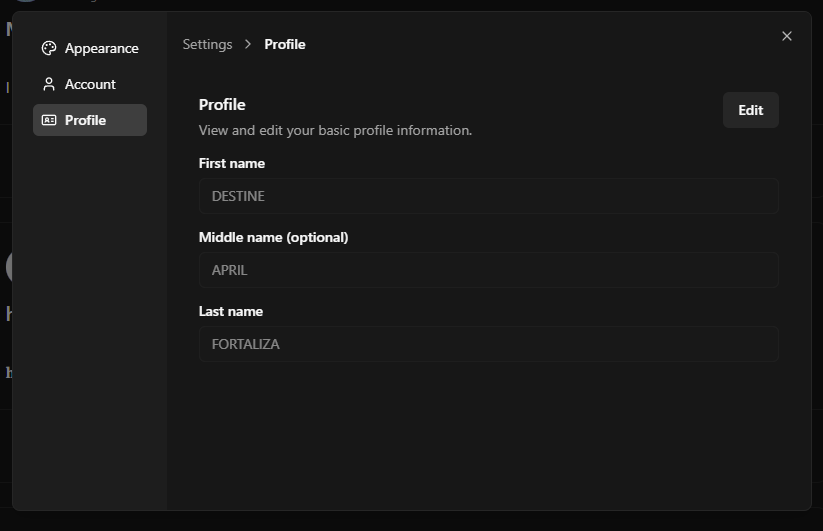 Appearance
Account
Profile
Settings > Profile
Profile
View and edit your basic profile information.
Edit
First name
DESTINE
Middle name (optional)
APRIL
Last name
FORTALIZA